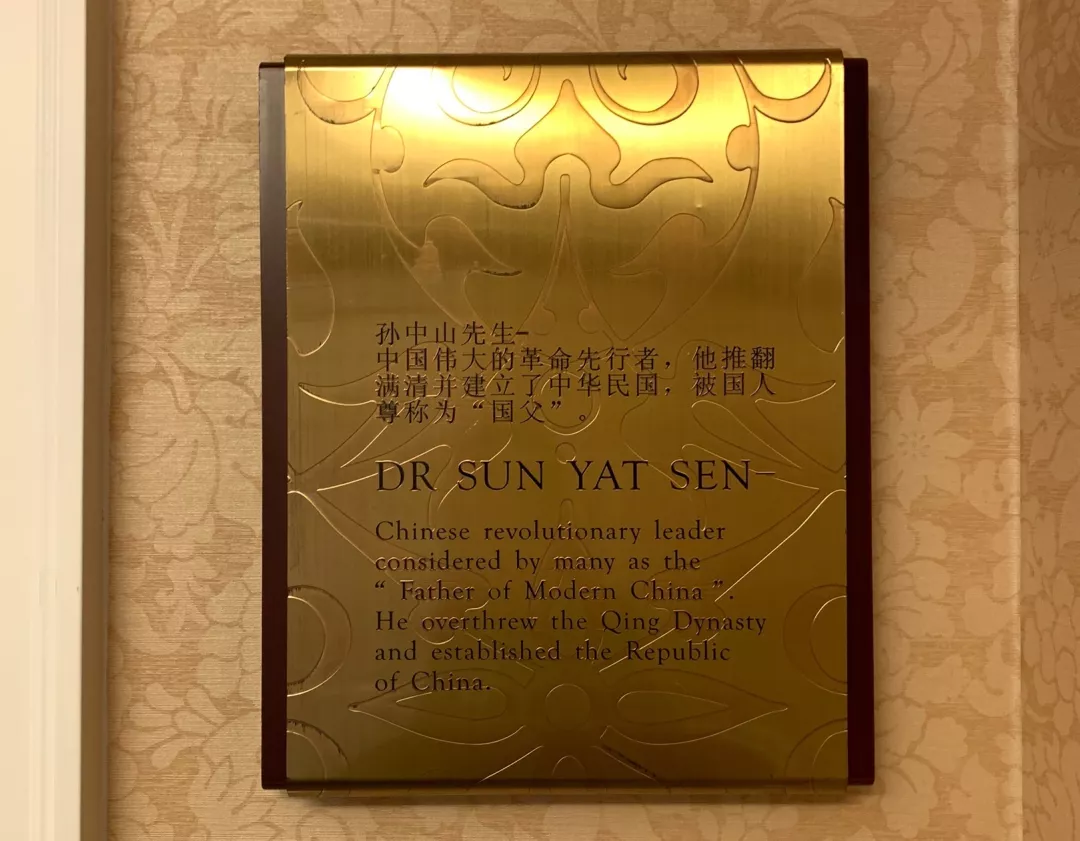 孙中山先生–
中国伟大的革命先行者，他推翻
满清并建立了中华民国，被国人
尊称为“国父”。
DR SUN YAT SEN–
Chinese revolutionary leader
considered by many as the
“ Father of Modern China ”.
He overthrew the Qing Dynasty
and established the Republic
of China.